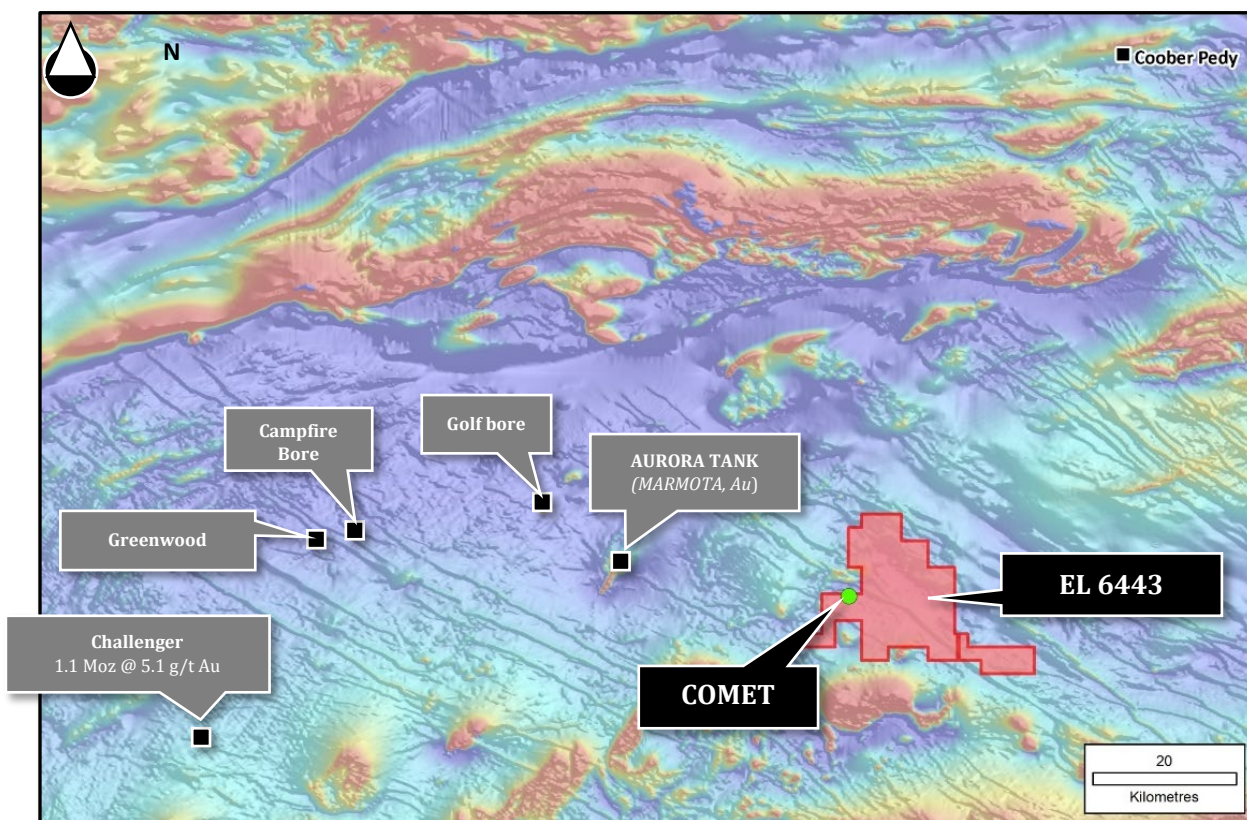 N
Coober Pedy
Campfire
Bore
Golf bore
AURORA TANK
(MARMOTA, Au)
Greenwood
EL 6443
Challenger
1.1 Moz @ 5.1 g/t Au
COMET
20
Kilometres